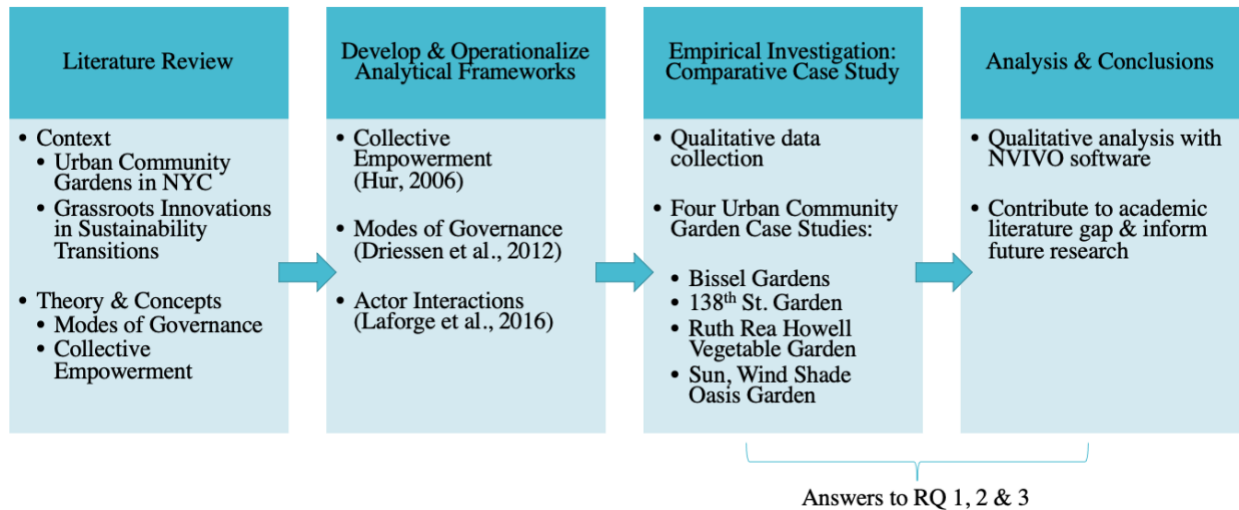 Literature Review
• Context
• Urban Community
Gardens in NYC
• Grassroots Innovations
in Sustainability
Transitions
• Theory & Concepts
• Modes of Governance
• Collective
Empowerment
Develop & Operationalize
Analytical Frameworks
• Collective
Empowerment
(Hur, 2006)
• Modes of Governance
(Driessen et al., 2012)
• Actor Interactions
(Laforge et al., 2016)
Empirical Investigation:
Comparative Case Study
• Qualitative data
collection
• Four Urban Community
Garden Case Studies:
• Bissel Gardens
• 138th St. Garden
• Ruth Rea Howell
Vegetable Garden
• Sun, Wind Shade
Oasis Garden
Analysis & Conclusions
• Qualitative analysis with
NVIVO software
• Contribute to academic
literature gap & inform
future research
Answers to RQ 1, 2 & 3